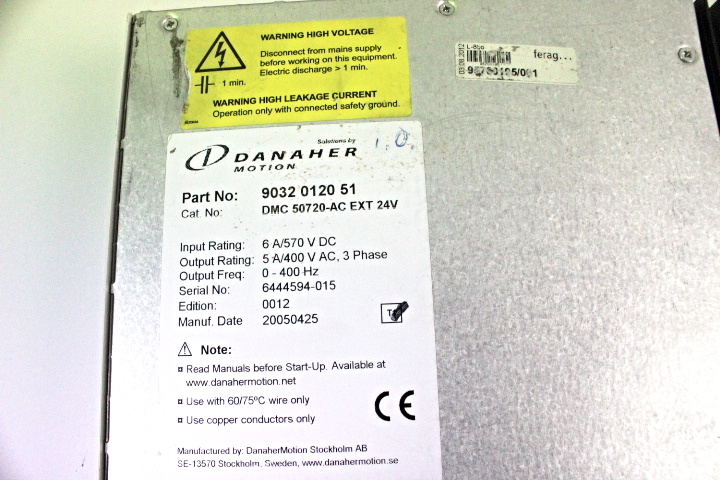 WARNING HIGH VOLTAGE
Disconnect from mains supply
before working on this equipment.
Electric discharge > 1 min.
1 min.
WARNING HIGH LEAKAGE CURRENT
Operation only with connected safety ground.
03.09.2012
ferag...
Solutions by
DANAHER
MOTION
1.0.
Part No: 9032 0120 51
Cat. No: DMC 50720-AC EXT 24V
Input Rating: 6 A/570 V DC
Output Rating: 5 A/400 V AC, 3 Phase
Output Freq: 0 - 400 Hz
Serial No: 6444594-015
Edition: 0012
Manuf. Date 20050425
Note:
¤ Read Manuals before Start-Up. Available at
www.danahermotion.net
¤ Use with 60/75ºC wire only
¤ Use copper conductors only
CE
Manufactured by: DanaherMotion Stockholm AB
SE-13570 Stockholm, Sweden, www.danahermotion.se